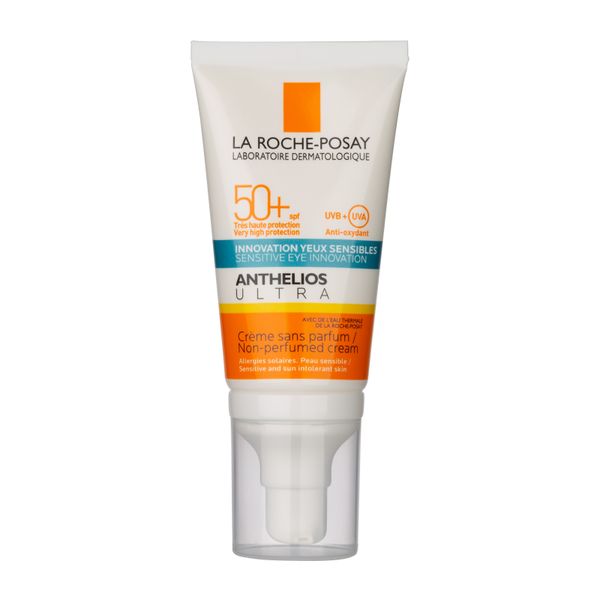 LA ROCHE-POSAY
LABORATOIRE DERMATOLOGIQUE
50+ spf
Très haute protection
Very high protection
UVB + UVA
Anti-oxydant
INNOVATION YEUX SENSIBLES
SENSITIVE EYE INNOVATION
ANTHELIOS
ULTRA
AVEC DE L'EAU THERMALE
DE LA ROCHE-POSAY
Crème sans parfum /
Non-perfumed cream
Allergies solaires. Peau sensible /
Sensitive and sun intolerant skin